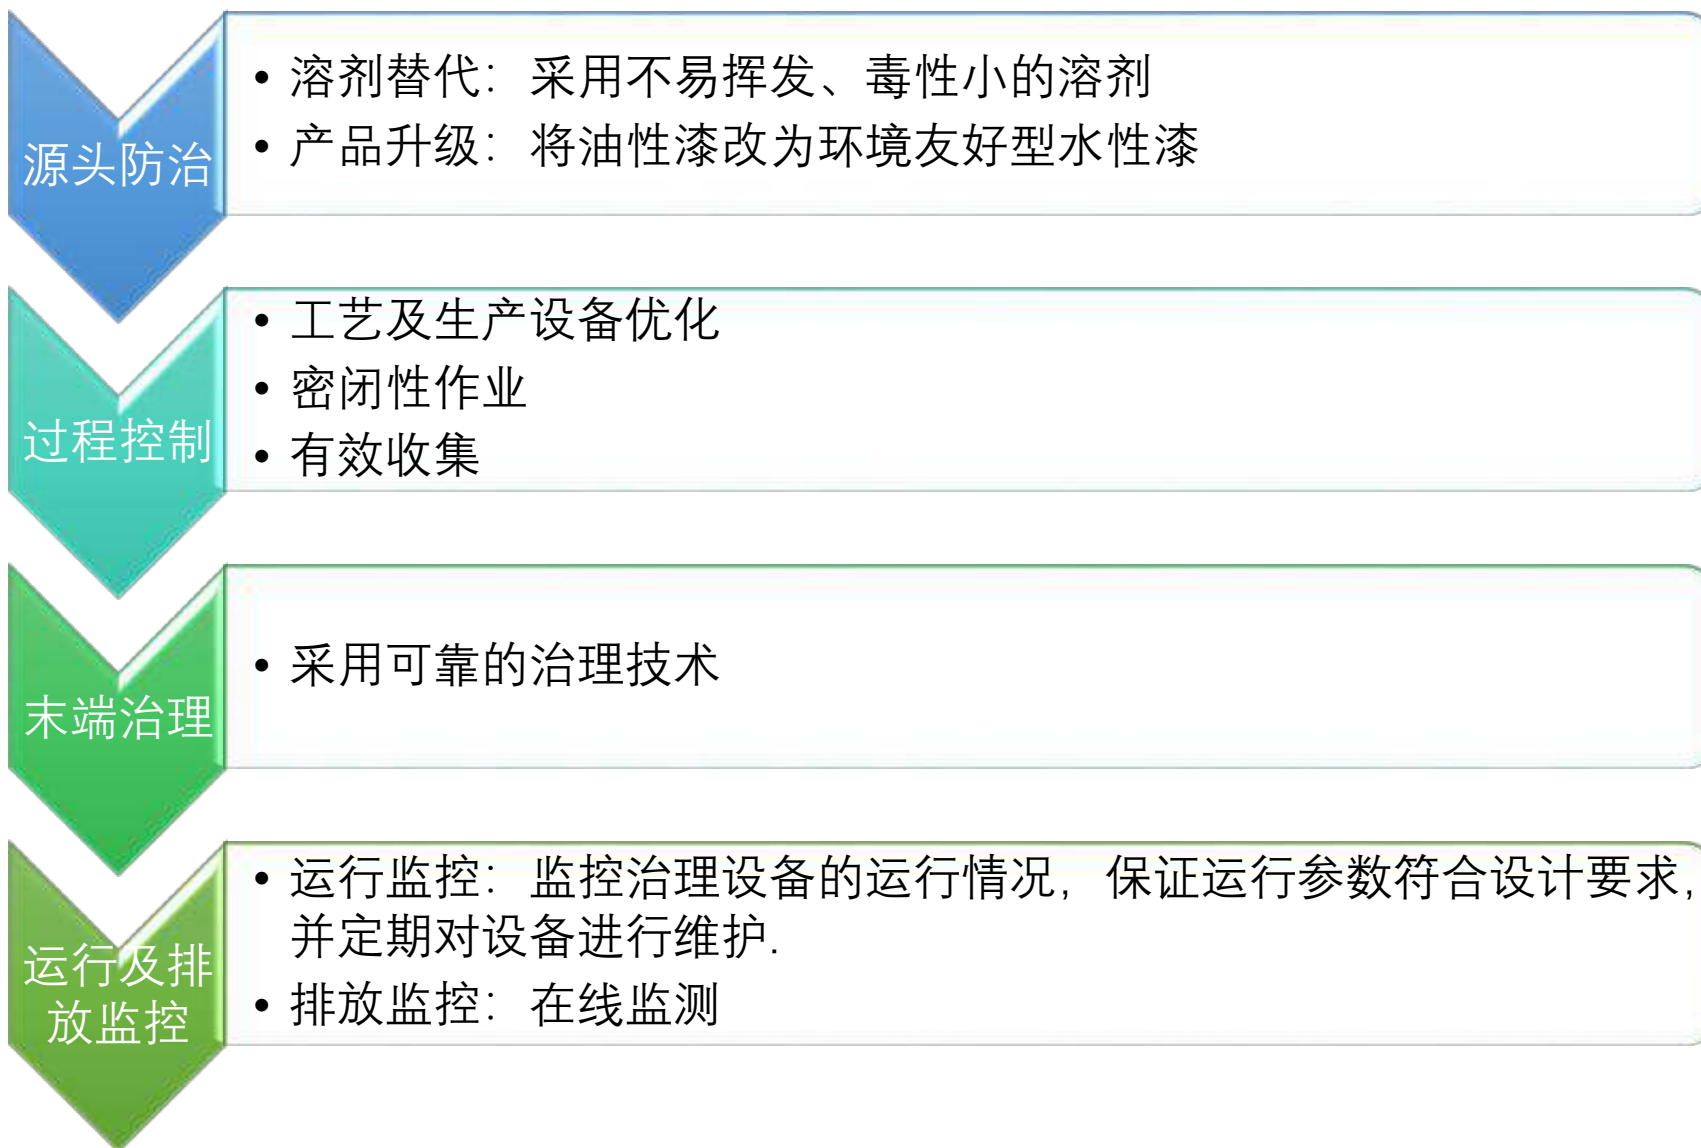 源头防治
• 溶剂替代：采用不易挥发、毒性小的溶剂
• 产品升级：将油性漆改为环境友好型水性漆
过程控制
• 工艺及生产设备优化
• 密闭性作业
• 有效收集
末端治理
• 采用可靠的治理技术
运行及排
放监控
• 运行监控：监控治理设备的运行情况，保证运行参数符合设计要求，
并定期对设备进行维护.
• 排放监控：在线监测